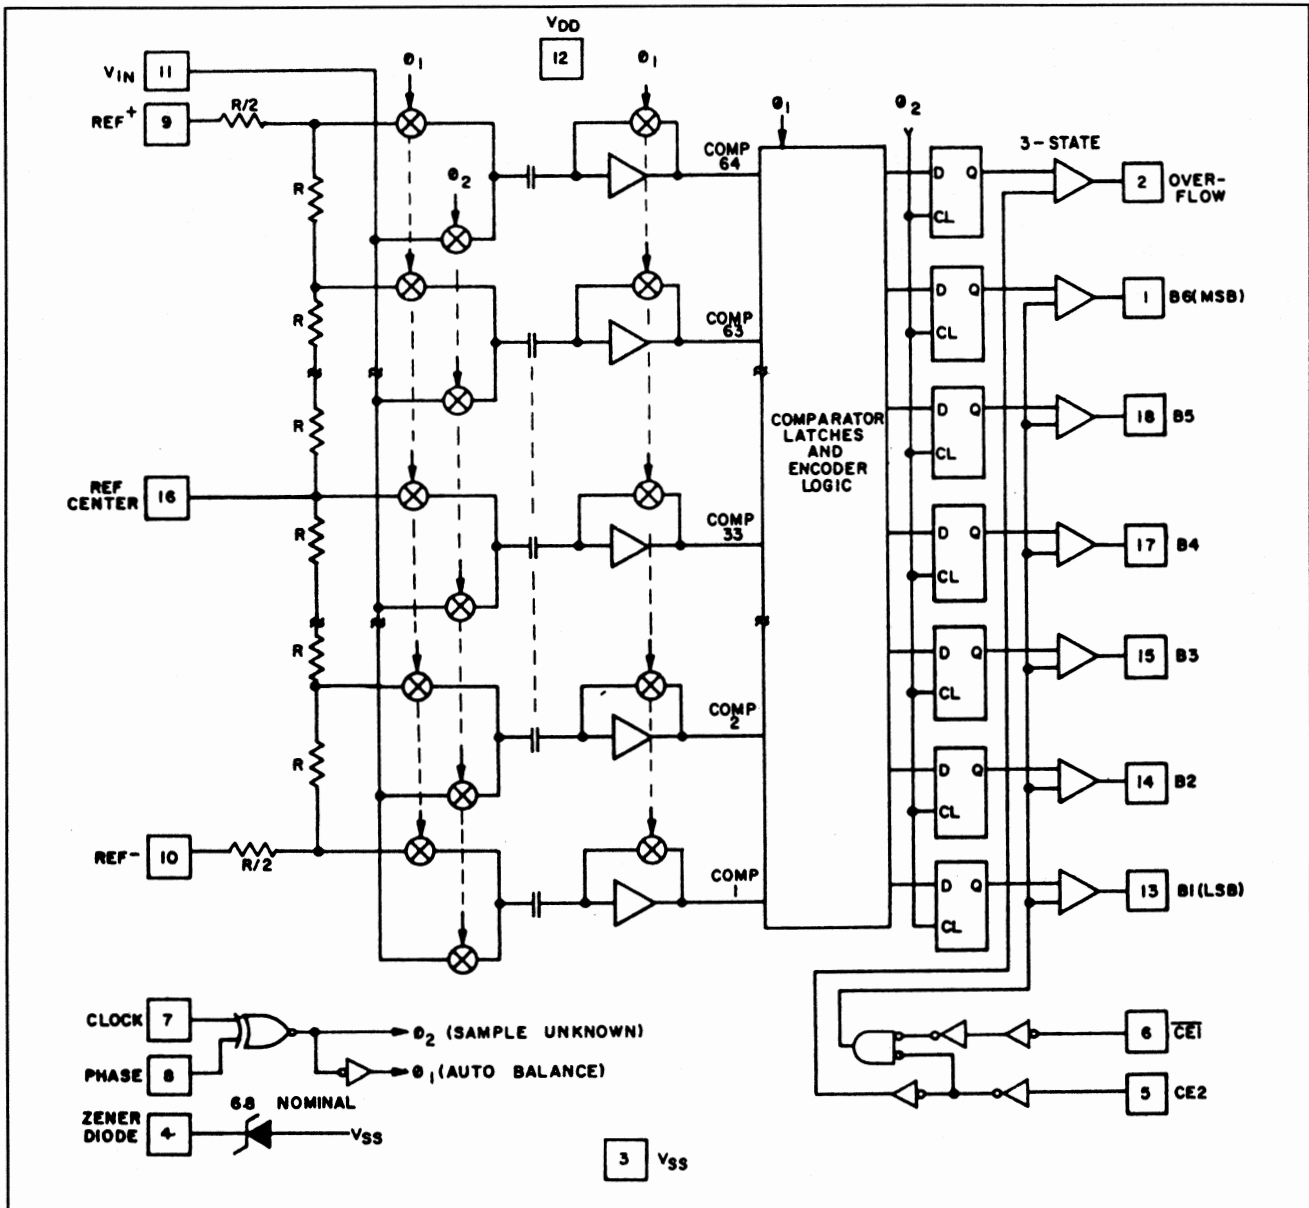 VDD
12
VIN 11
REF+ 9
R/2
Ø1
Ø1
Ø1
Ø2
Ø2
3-STATE
R
COMP
64
D Q
CL
2 OVER-
FLOW
R
COMP
63
D Q
CL
1 B6(MSB)
R
COMPARATOR
LATCHES
AND
ENCODER
LOGIC
D Q
CL
18 B5
REF
CENTER 16
R
COMP
33
D Q
CL
17 B4
R
D Q
CL
15 B3
R
COMP
2
D Q
CL
14 B2
REF- 10
R/2
COMP
1
D Q
CL
13 B1(LSB)
CLOCK 7
Ø2 (SAMPLE UNKNOWN)
PHASE 8
Ø1 (AUTO BALANCE)
6 CE1
5 CE2
6.8 NOMINAL
ZENER
DIODE 4
VSS
3 VSS